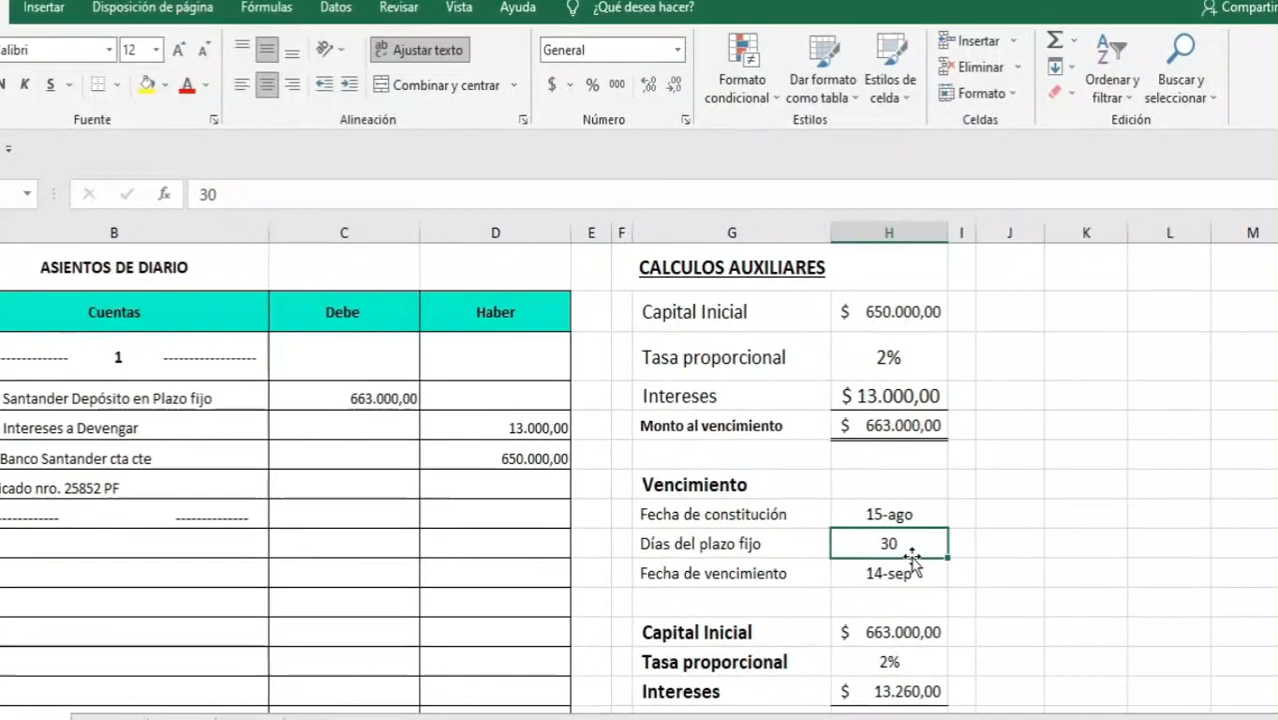 Insertar Disposición de página Fórmulas Datos Revisar Vista Ayuda ¿Qué desea hacer? Compartir
alibri 12 A A ab Ajustar texto General Insertar
N K S A Combinar y centrar $ % 000 Formato condicional Dar formato como tabla Estilos de celda Eliminar Ordenar y filtrar Buscar y seleccionar
Formato
Fuente Alineación Número Estilos Celdas Edición
fx 30
B C D E F G H I J K L M
ASIENTOS DE DIARIO CALCULOS AUXILIARES
Cuentas Debe Haber Capital Inicial $ 650.000,00
------------- 1 ----------------- Tasa proporcional 2%
Santander Depósito en Plazo fijo 663.000,00 Intereses $ 13.000,00
Intereses a Devengar 13.000,00 Monto al vencimiento $ 663.000,00
Banco Santander cta cte 650.000,00
icado nro. 25852 PF Vencimiento
------------ ------------- Fecha de constitución 15-ago
Días del plazo fijo 30
Fecha de vencimiento 14-sep
Capital Inicial $ 663.000,00
Tasa proporcional 2%
Intereses $ 13.260,00